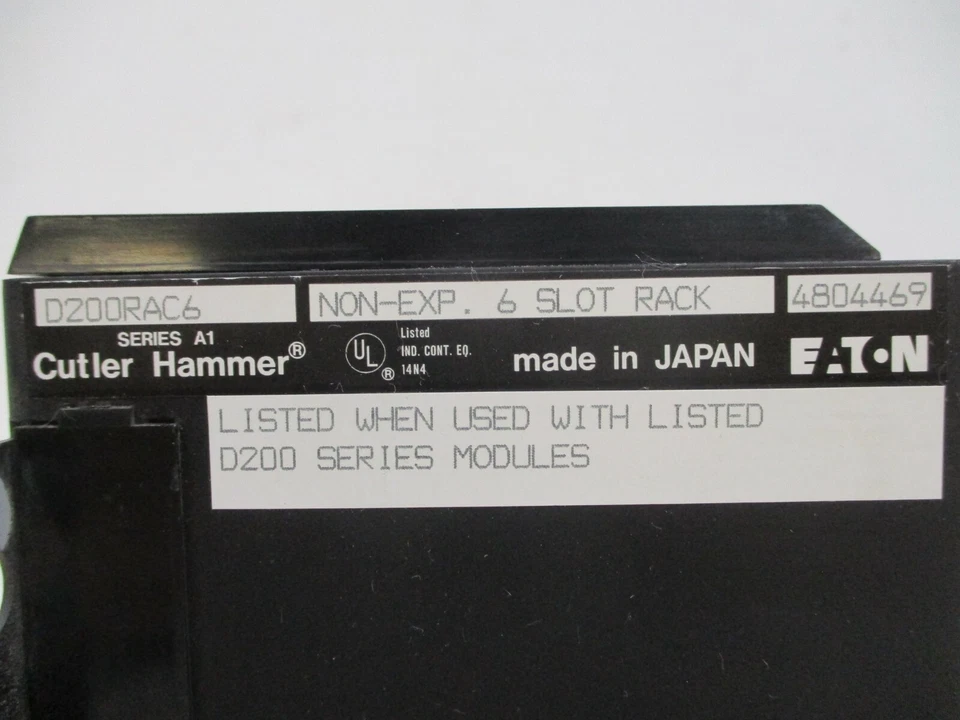 D200RAC6 NON-EXP. 6 SLOT RACK 4804469
SERIES A1
Cutler Hammer®
UL®
Listed
IND. CONT. EQ.
14N4
made in JAPAN
EATON
LISTED WHEN USED WITH LISTED
D200 SERIES MODULES